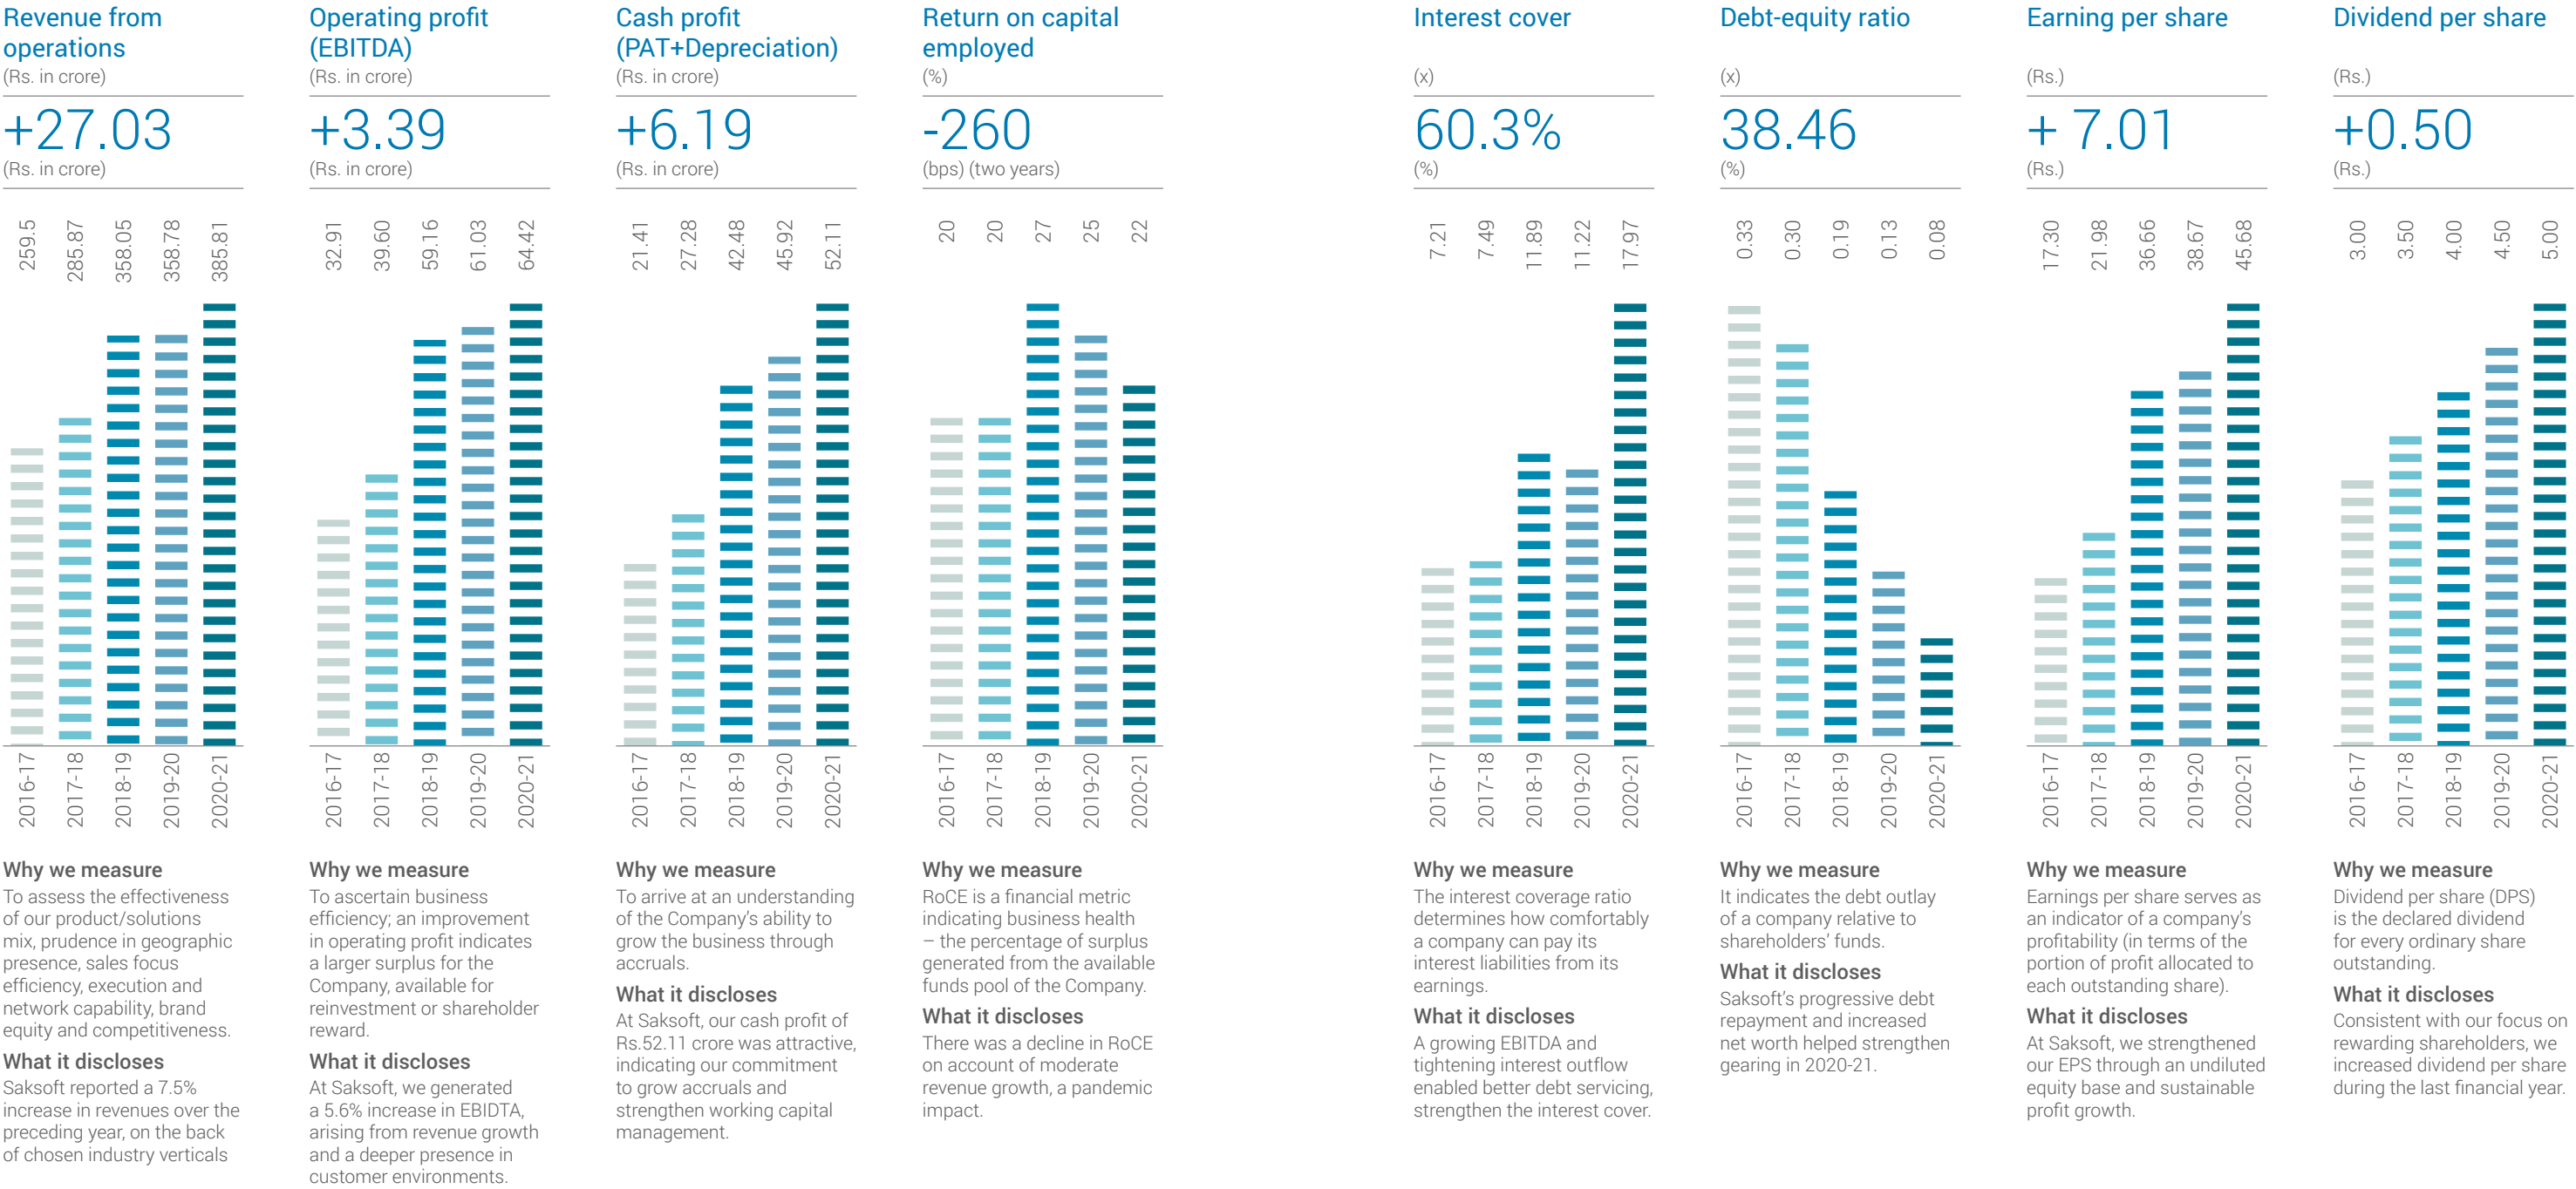 Revenue from
operations
(Rs. in crore)
+27.03
(Rs. in crore)
259.5
285.87
358.05
358.78
385.81
2016-17
2017-18
2018-19
2019-20
2020-21
Why we measure
To assess the effectiveness
of our product/solutions
mix, prudence in geographic
presence, sales focus
efficiency, execution and
network capability, brand
equity and competitiveness.
What it discloses
Saksoft reported a 7.5%
increase in revenues over the
preceding year, on the back
of chosen industry verticals
Operating profit
(EBITDA)
(Rs. in crore)
+3.39
(Rs. in crore)
32.91
39.60
59.16
61.03
64.42
2016-17
2017-18
2018-19
2019-20
2020-21
Why we measure
To ascertain business
efficiency; an improvement
in operating profit indicates
a larger surplus for the
Company, available for
reinvestment or shareholder
reward.
What it discloses
At Saksoft, we generated
a 5.6% increase in EBIDTA,
arising from revenue growth
and a deeper presence in
customer environments.
Cash profit
(PAT+Depreciation)
(Rs. in crore)
+6.19
(Rs. in crore)
21.41
27.28
42.48
45.92
52.11
2016-17
2017-18
2018-19
2019-20
2020-21
Why we measure
To arrive at an understanding
of the Company's ability to
grow the business through
accruals.
What it discloses
At Saksoft, our cash profit of
Rs.52.11 crore was attractive,
indicating our commitment
to grow accruals and
strengthen working capital
management.
Return on capital
employed
(%)
-260
(bps) (two years)
20
20
27
25
22
2016-17
2017-18
2018-19
2019-20
2020-21
Why we measure
RoCE is a financial metric
indicating business health
– the percentage of surplus
generated from the available
funds pool of the Company.
What it discloses
There was a decline in RoCE
on account of moderate
revenue growth, a pandemic
impact.
Interest cover
(x)
60.3%
(%)
7.21
7.49
11.89
11.22
17.97
2016-17
2017-18
2018-19
2019-20
2020-21
Why we measure
The interest coverage ratio
determines how comfortably
a company can pay its
interest liabilities from its
earnings.
What it discloses
A growing EBITDA and
tightening interest outflow
enabled better debt servicing,
strengthen the interest cover.
Debt-equity ratio
(x)
38.46
(%)
0.33
0.30
0.19
0.13
0.08
2016-17
2017-18
2018-19
2019-20
2020-21
Why we measure
It indicates the debt outlay
of a company relative to
shareholders' funds.
What it discloses
Saksoft's progressive debt
repayment and increased
net worth helped strengthen
gearing in 2020-21.
Earning per share
(Rs.)
+ 7.01
(Rs.)
17.30
21.98
36.66
38.67
45.68
2016-17
2017-18
2018-19
2019-20
2020-21
Why we measure
Earnings per share serves as
an indicator of a company's
profitability (in terms of the
portion of profit allocated to
each outstanding share).
What it discloses
At Saksoft, we strengthened
our EPS through an undiluted
equity base and sustainable
profit growth.
Dividend per share
(Rs.)
+0.50
(Rs.)
3.00
3.50
4.00
4.50
5.00
2016-17
2017-18
2018-19
2019-20
2020-21
Why we measure
Dividend per share (DPS)
is the declared dividend
for every ordinary share
outstanding.
What it discloses
Consistent with our focus on
rewarding shareholders, we
increased dividend per share
during the last financial year.